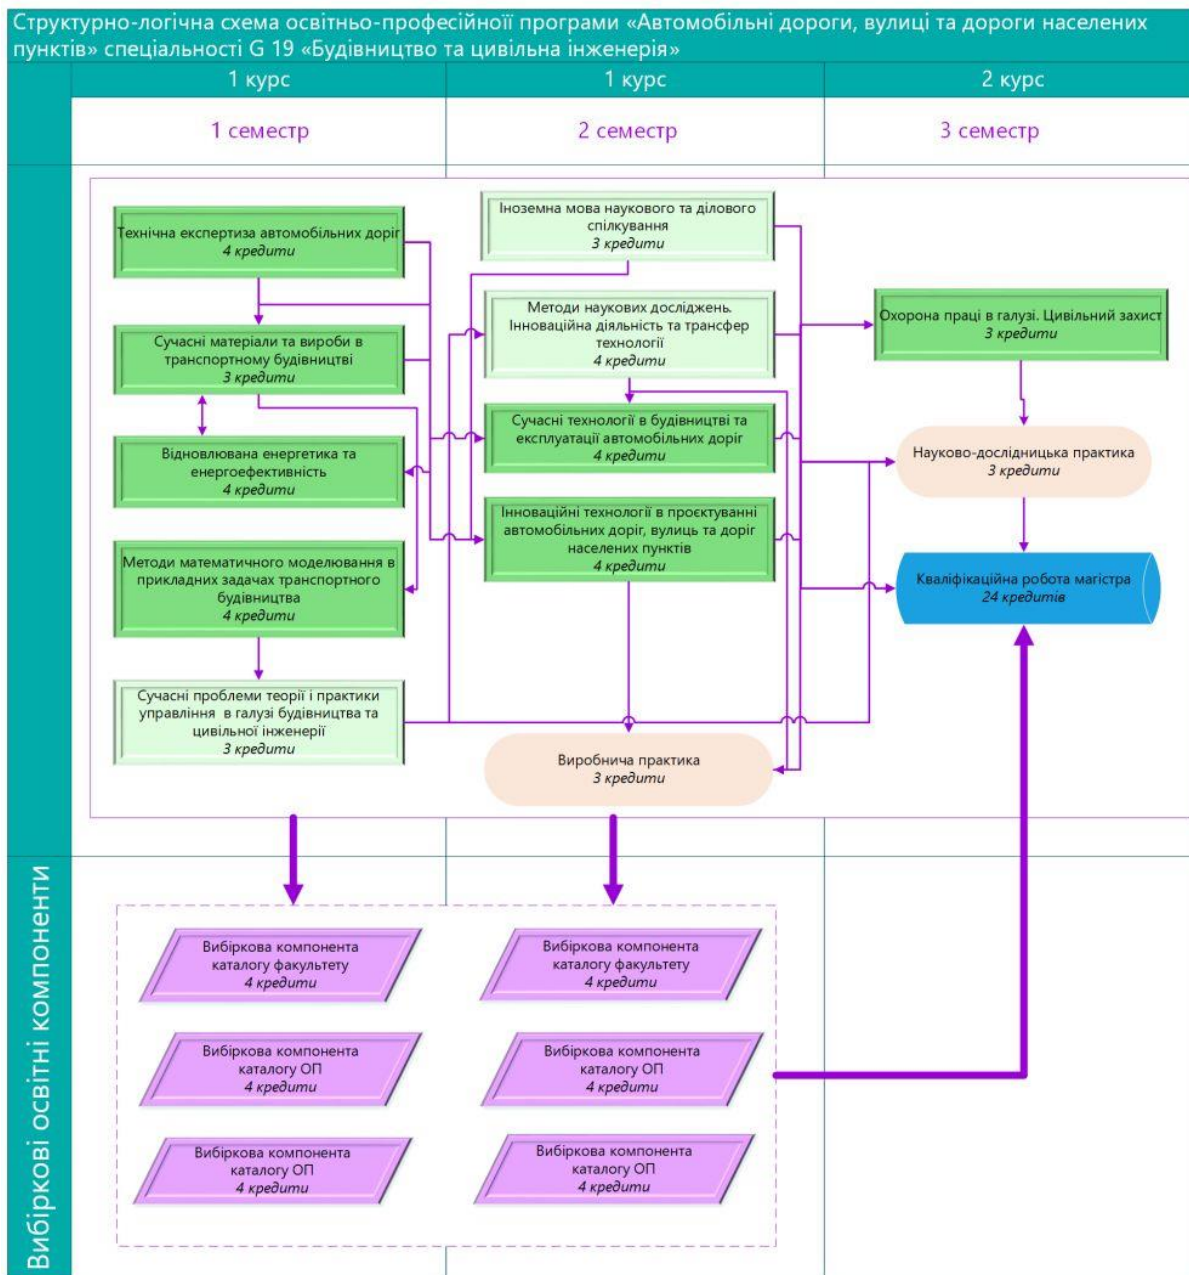 Структурно-логічна схема освітньо-професійноїї програми «Автомобільні дороги, вулиці та дороги населених
пунктів» спеціальності G 19 «Будівництво та цивільна інженерія»
1 курс
1 курс
2 курс
1 семестр
2 семестр
3 семестр
Технічна експертиза автомобільних доріг
4 кредити
Сучасні матеріали та вироби в
транспортному будівництві
3 кредити
Відновлювана енергетика та
енергоефективність
4 кредити
Методи математичного моделювання в
прикладних задачах транспортного
будівництва
4 кредити
Сучасні проблеми теорії і практики
управління в галузі будівництва та
цивільної інженерії
3 кредити
Іноземна мова наукового та ділового
спілкування
3 кредити
Методи наукових досліджень.
Інноваційна діяльність та трансфер
технології
4 кредити
Сучасні технології в будівництві та
експлуатації автомобільних доріг
4 кредити
Інноваційні технології в проєктуванні
автомобільних доріг, вулиць та доріг
населених пунктів
4 кредити
Виробнича практика
3 кредити
Охорона праці в галузі. Цивільний захист
3 кредити
Науково-дослідницька практика
3 кредити
Кваліфікаційна робота магістра
24 кредитів
Вибіркові освітні компоненти
Вибіркова компонента
каталогу факультету
4 кредити
Вибіркова компонента
каталогу ОП
4 кредити
Вибіркова компонента
каталогу ОП
4 кредити
Вибіркова компонента
каталогу факультету
4 кредити
Вибіркова компонента
каталогу ОП
4 кредити
Вибіркова компонента
каталогу ОП
4 кредити